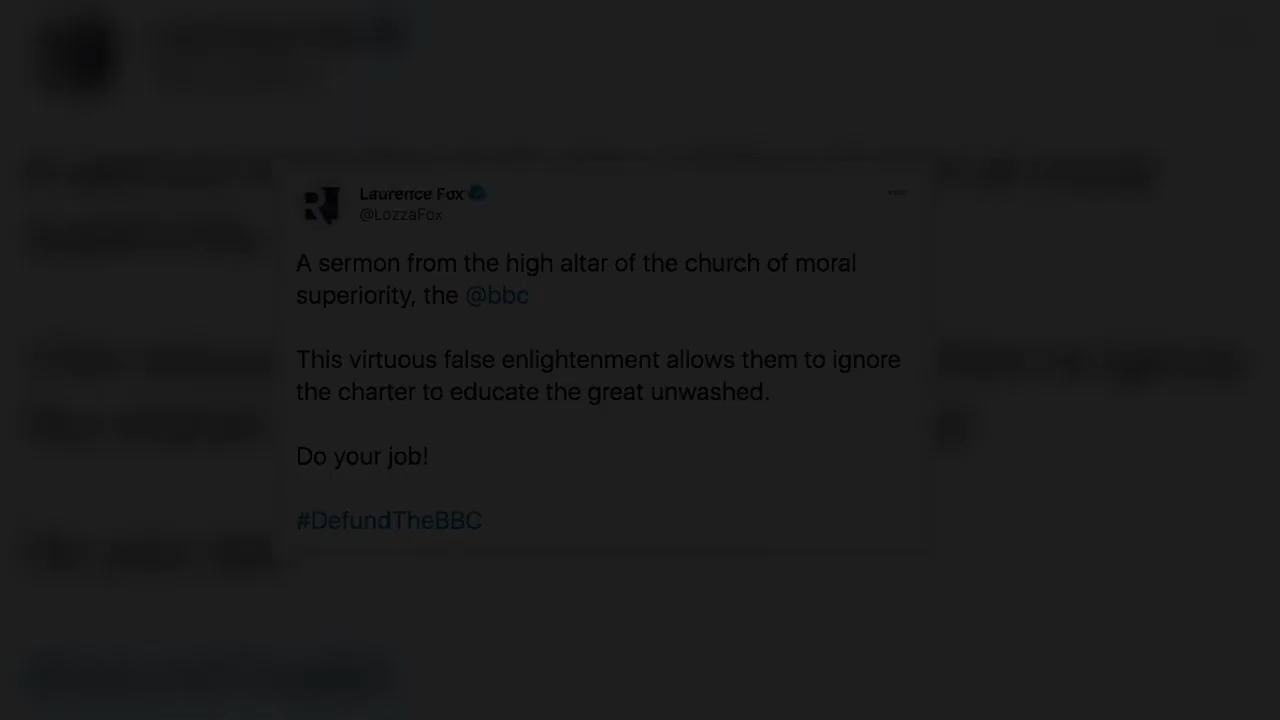 Laurence Fox
@LozzaFox
A sermon from the high altar of the church of moral
superiority, the @bbc
This virtuous false enlightenment allows them to ignore
the charter to educate the great unwashed.
Do your job!
#DefundTheBBC